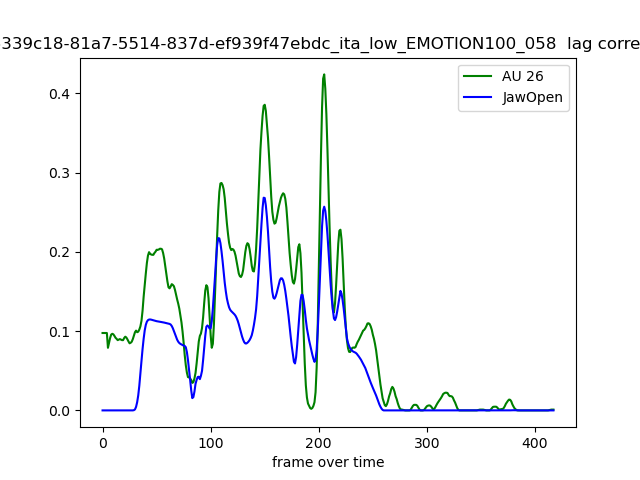 339c18-81a7-5514-837d-ef939f47ebdc_ita_low_EMOTION100_058 lag corre
AU 26
JawOpen
0.4
0.3
0.2
0.1
0.0
0 100 200 300 400
frame over time